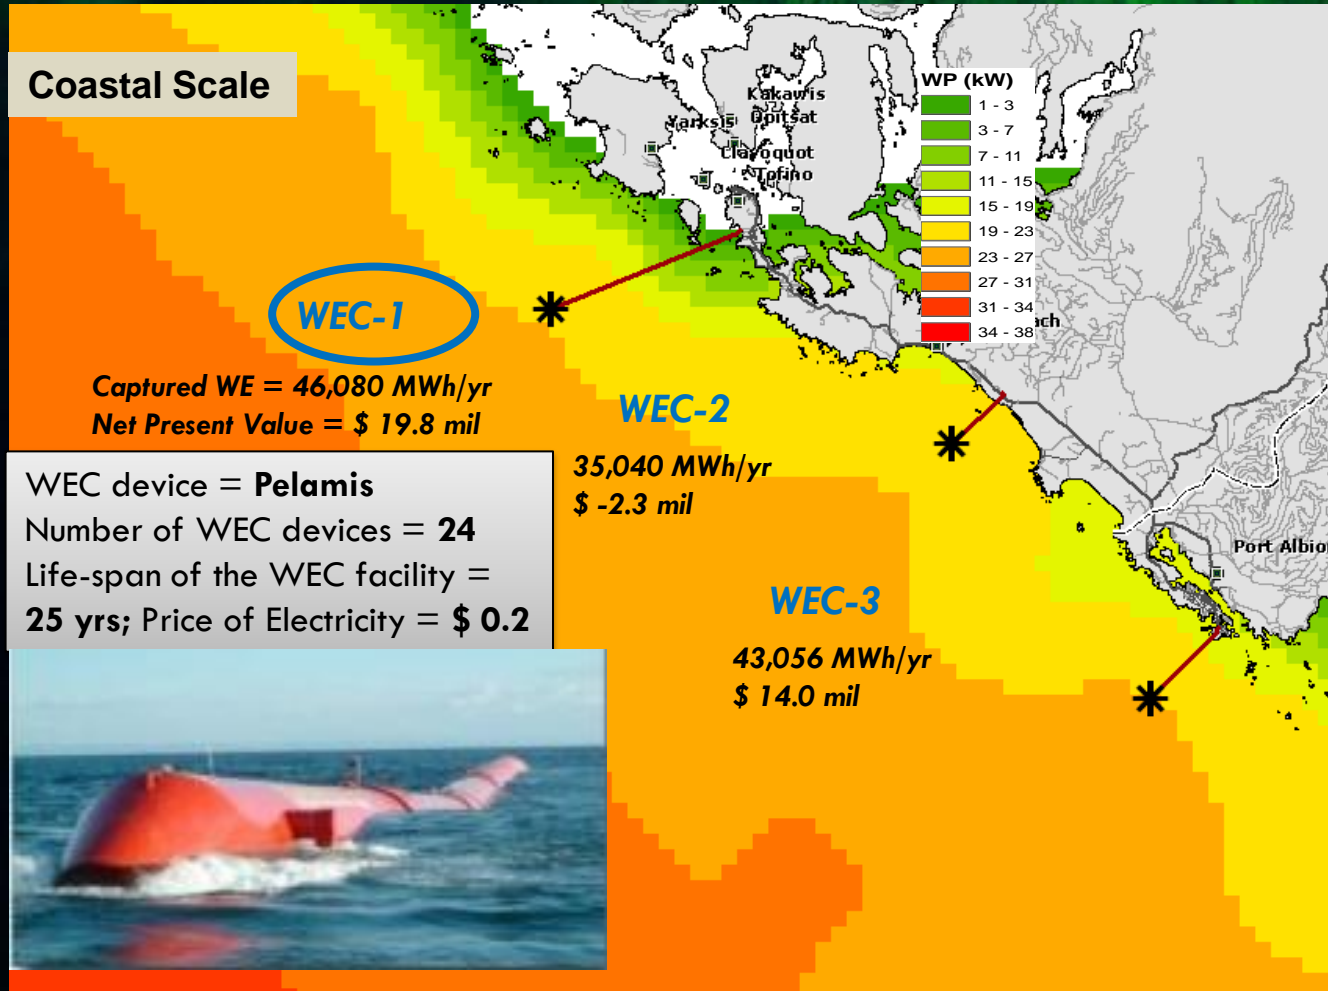 Coastal Scale
Kakawis
Yarksis Opitsat
Clayoquot
Tofino
WP (kW)
1 - 3
3 - 7
7 - 11
11 - 15
15 - 19
19 - 23
23 - 27
27 - 31
31 - 34
34 - 38
ach
WEC-1
Captured WE = 46,080 MWh/yr
Net Present Value = $ 19.8 mil
WEC-2
35,040 MWh/yr
$ -2.3 mil
WEC device = Pelamis
Number of WEC devices = 24
Life-span of the WEC facility =
25 yrs; Price of Electricity = $ 0.2
Port Albio
WEC-3
43,056 MWh/yr
$ 14.0 mil